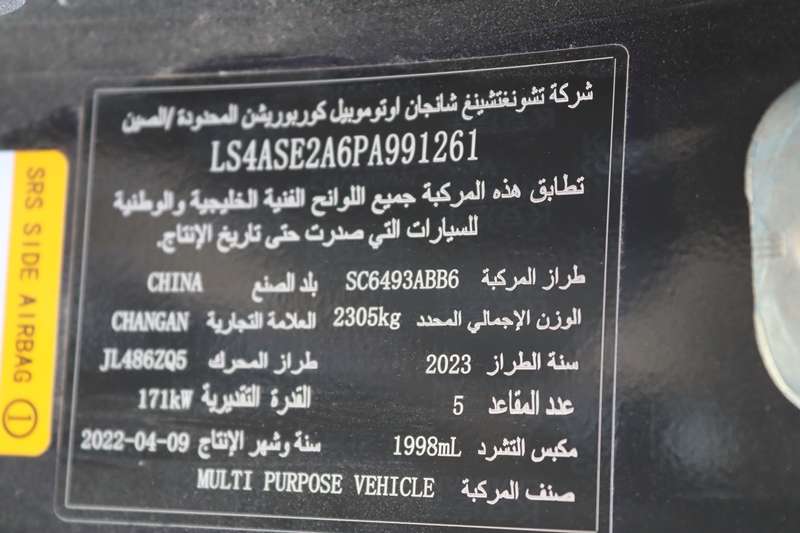 شركة تشونغتشينغ شانجان اوتوموبيل كوربوريشن المحدودة /الصين
LS4ASE2A6PA991261
تطابق هذه المركبة جميع اللوائح الفنية الخليجية والوطنية
للسيارات التي صدرت حتى تاريخ الإنتاج.
طراز المركبة SC6493ABB6 بلد الصنع CHINA
الوزن الإجمالي المحدد 2305kg العلامة التجارية CHANGAN
سنة الطراز 2023 طراز المحرك JL486ZQ5
عدد المقاعد 5 القدرة التقديرية 171kW
مكبس التشرد 1998mL سنة وشهر الإنتاج 2022-04-09
صنف المركبة MULTI PURPOSE VEHICLE
SRS SIDE AIRBAG ①